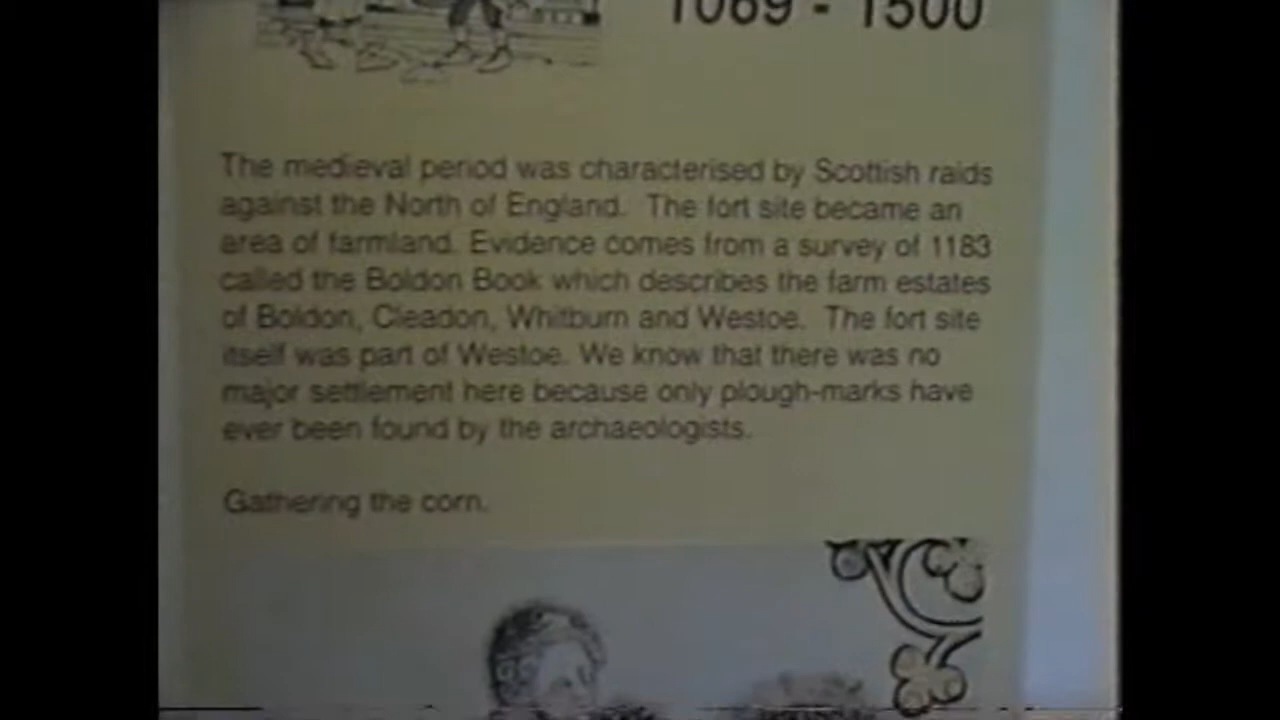 1069 - 1500
The medieval period was characterised by Scottish raids
against the North of England. The fort site became an
area of farmland. Evidence comes from a survey of 1183
called the Boldon Book which describes the farm estates
of Boldon, Cleadon, Whitburn and Westoe. The fort site
itself was part of Westoe. We know that there was no
major settlement here because only plough-marks have
ever been found by the archaeologists.
Gathering the corn.